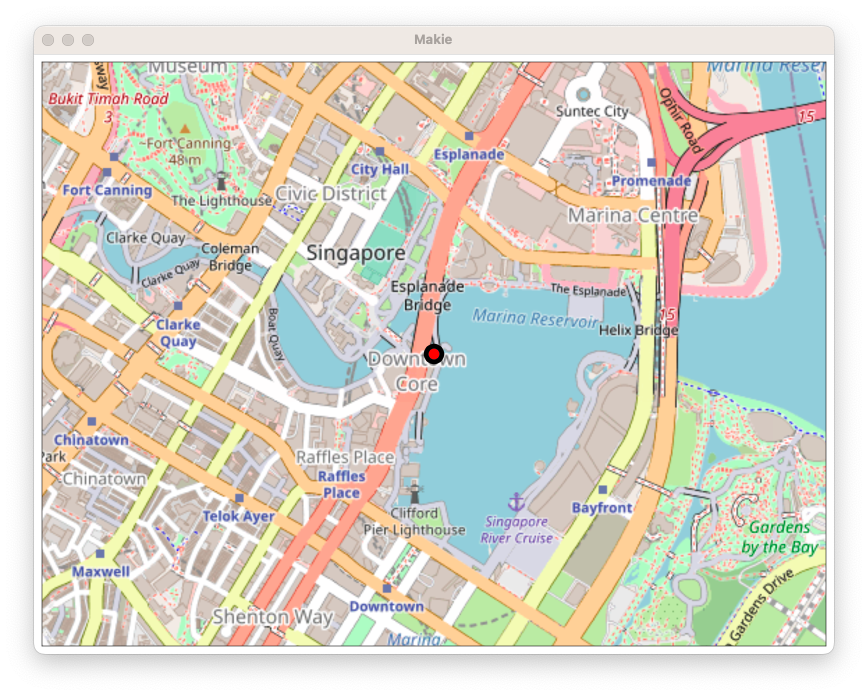 Makie
Museum
Marina Reser
way
Bukit Timah Road
3
15
Suntec City
Ophir Road
~Fort Canning
48m
Esplanade
City Hall
Fort Canning
Promenade
The Lighthouse
Civic District
Marina Centre
Clarke Quay
Coleman
Bridge
Singapore
Clarke Quay
Esplanade
Bridge
The Esplanade
Marina Reservoir
15
Helix Bridge
Clarke
Quay
Boat Quay
Downtown
Core
Chinatown
Park
Raffles Place
Chinatown
Raffles
Place
Telok Ayer
Clifford
Pier Lighthouse
Singapore
River Cruise
Bayfront
Gardens
by the Bay
Maxwell
Downtown
Gardens Drive
Shenton Way
Marina